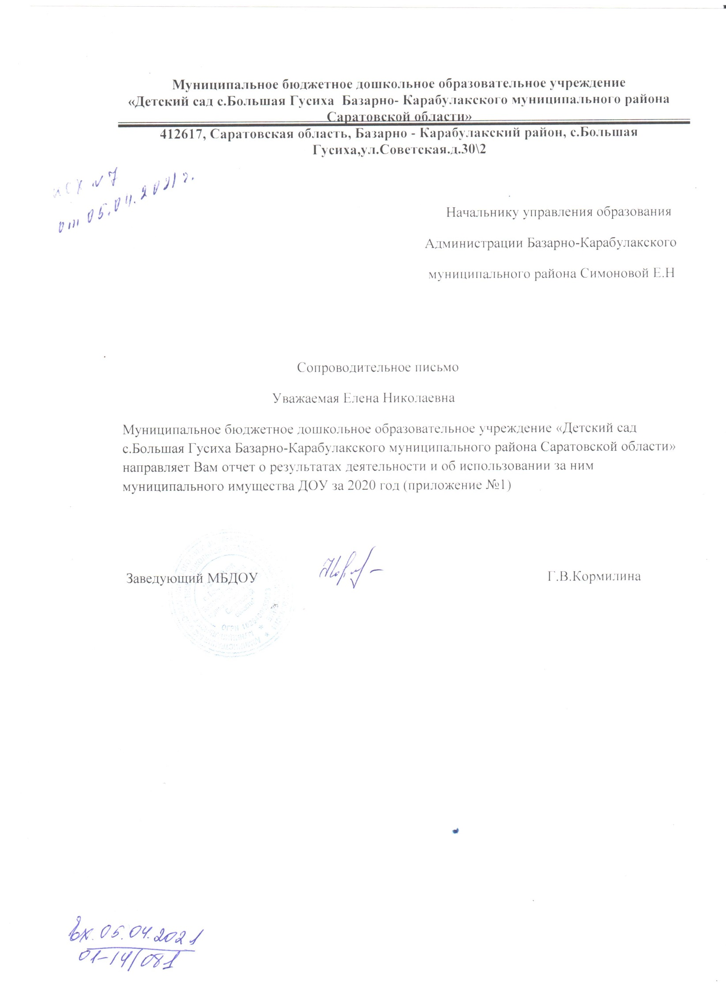 Муниципальное бюджетное дошкольное образовательное учреждение
«Детский сад с.Большая Гусиха  Базарно- Карабулакского муниципального района
Саратовской области»
412617, Саратовская область, Базарно - Карабулакский район, с.Большая
Гусиха,ул.Советская.д.30\2
исх №7
от 05.04.2021г.
Начальнику управления образования
Администрации Базарно-Карабулакского
муниципального района Симоновой Е.Н
Сопроводительное письмо
Уважаемая Елена Николаевна
Муниципальное бюджетное дошкольное образовательное учреждение «Детский сад
с.Большая Гусиха Базарно-Карабулакского муниципального района Саратовской области»
направляет Вам отчет о результатах деятельности и об использовании за ним
муниципального имущества ДОУ за 2020 год (приложение №1)
Заведующий МБДОУ Г.В.Кормилина
ОГРН
вх. 05.04.2021
01-14/081